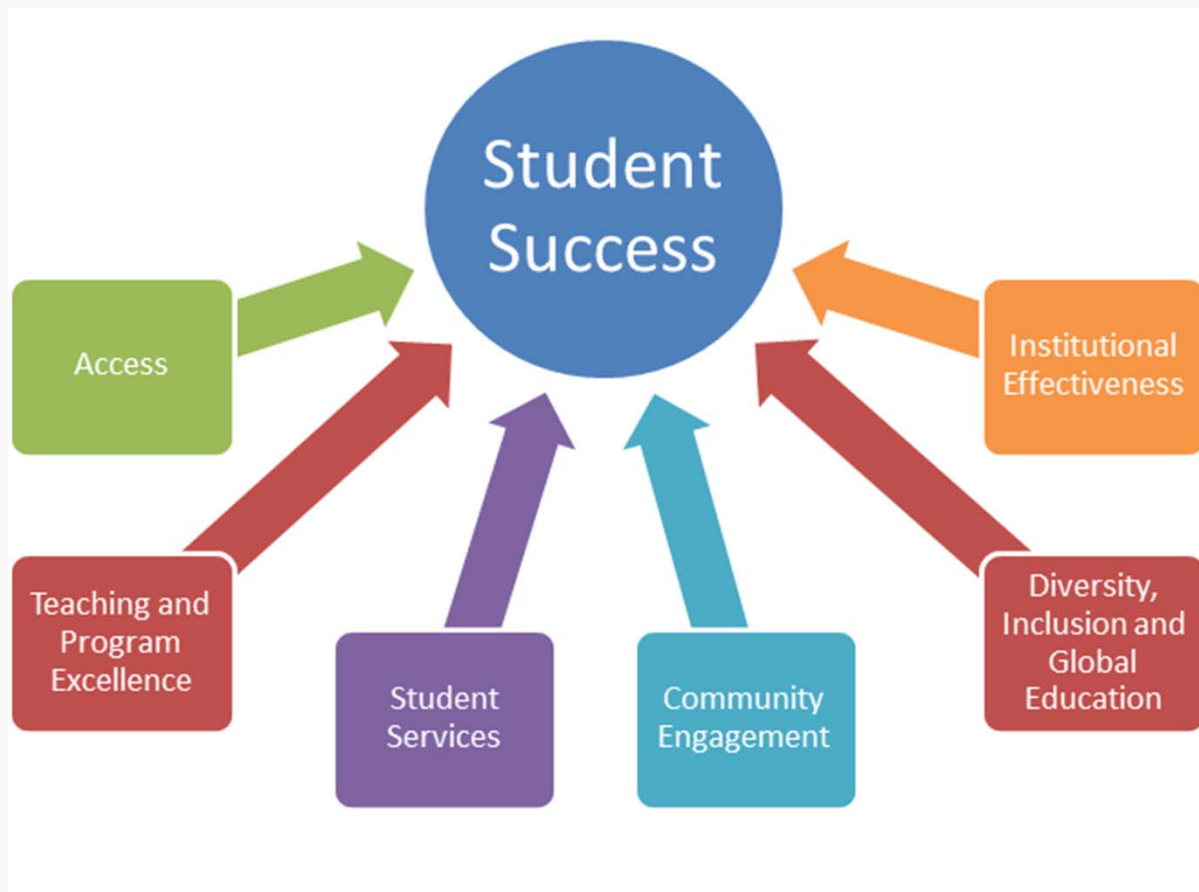 Student
Success
Access
Institutional
Effectiveness
Teaching and
Program
Excellence
Diversity,
Inclusion and
Global
Education
Student
Services
Community
Engagement